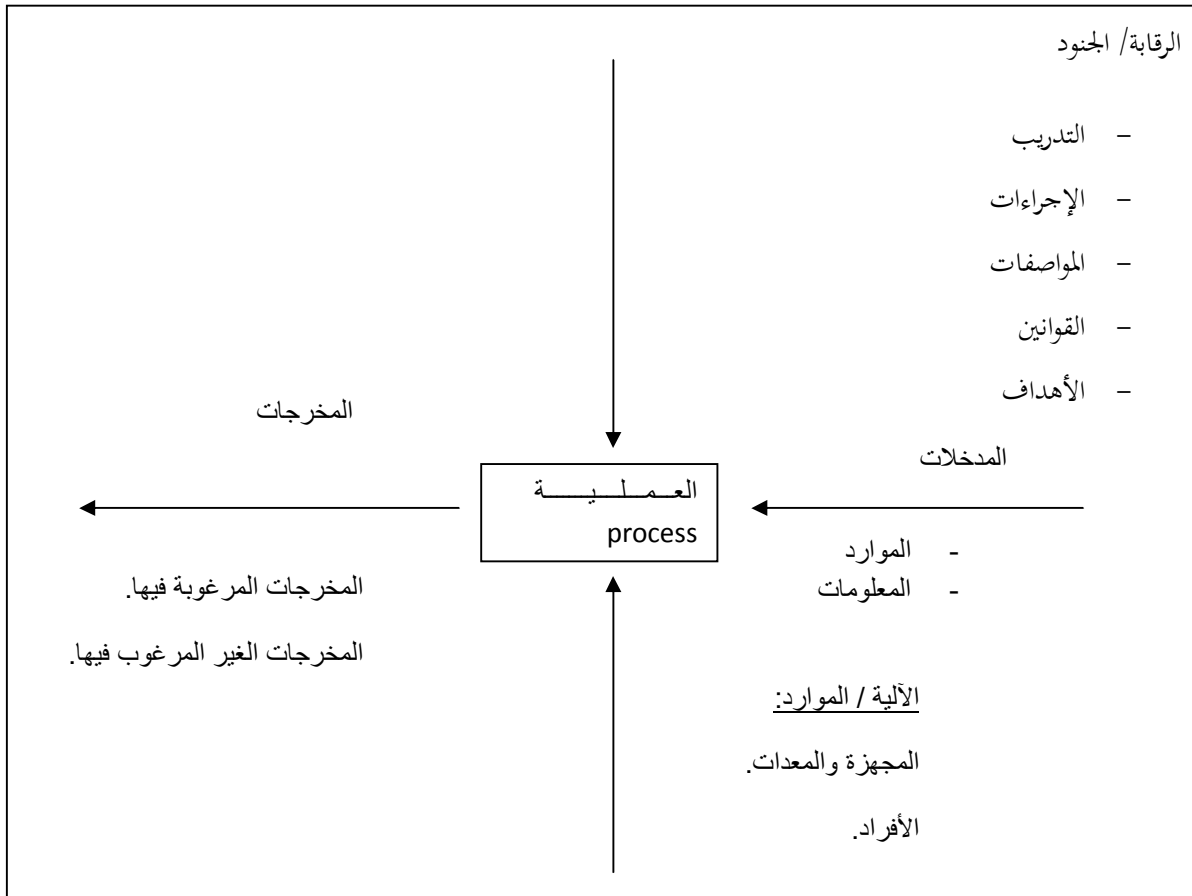 الرقابة/ الجنود
- التدريب
- الإجراءات
- المواصفات
- القوانين
- الأهداف
المدخلات
- الموارد
- المعلومات
العـــمـــلـــيـــــــة
process
المخرجات
المخرجات المرغوبة فيها.
المخرجات الغير المرغوب فيها.
الآلية / الموارد:
المجهزة والمعدات.
الأفراد.